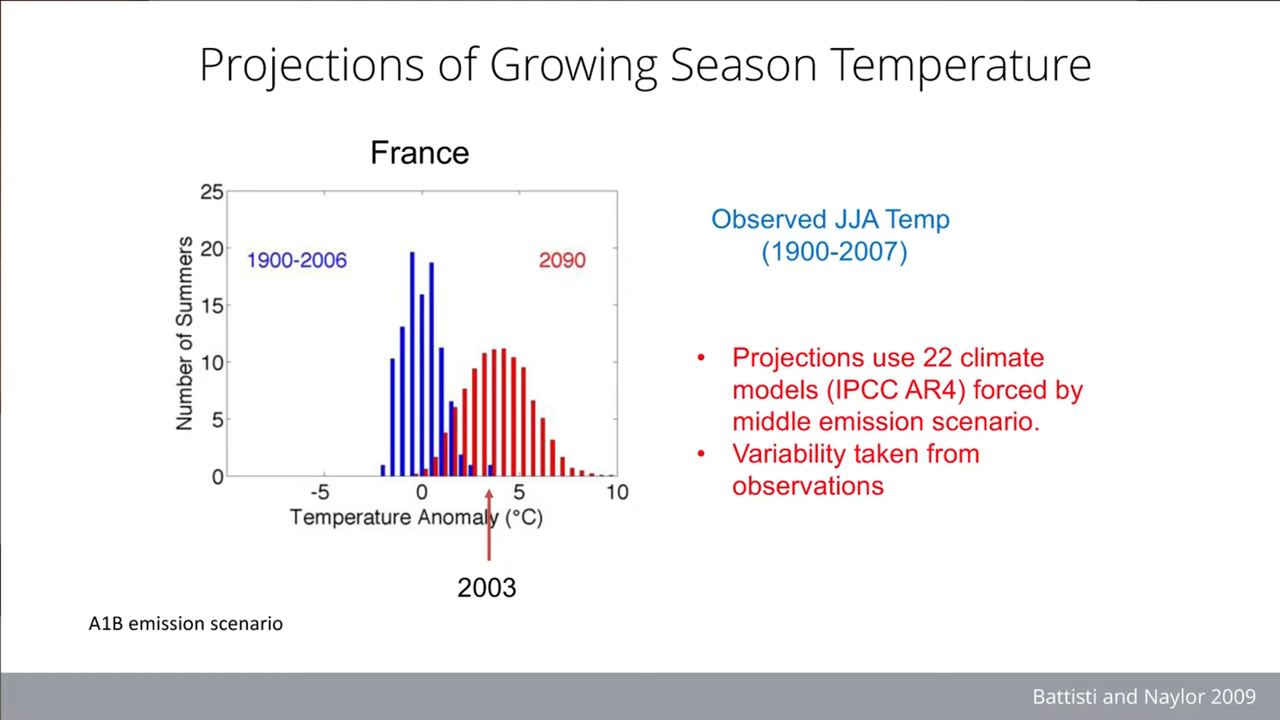 Projections of Growing Season Temperature
France
25
20
15
10
5
0
Number of Summers
1900-2006
2090
-5
0
5
10
Temperature Anomaly (°C)
2003
A1B emission scenario
Observed JJA Temp
(1900-2007)
• Projections use 22 climate
models (IPCC AR4) forced by
middle emission scenario.
• Variability taken from
observations
Battisti and Naylor 2009